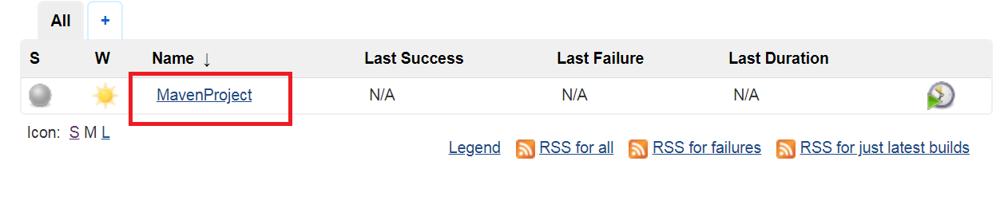 All +
S W Name ↓ Last Success Last Failure Last Duration
MavenProject N/A N/A N/A
Icon: S M L
Legend RSS for all RSS for failures RSS for just latest builds